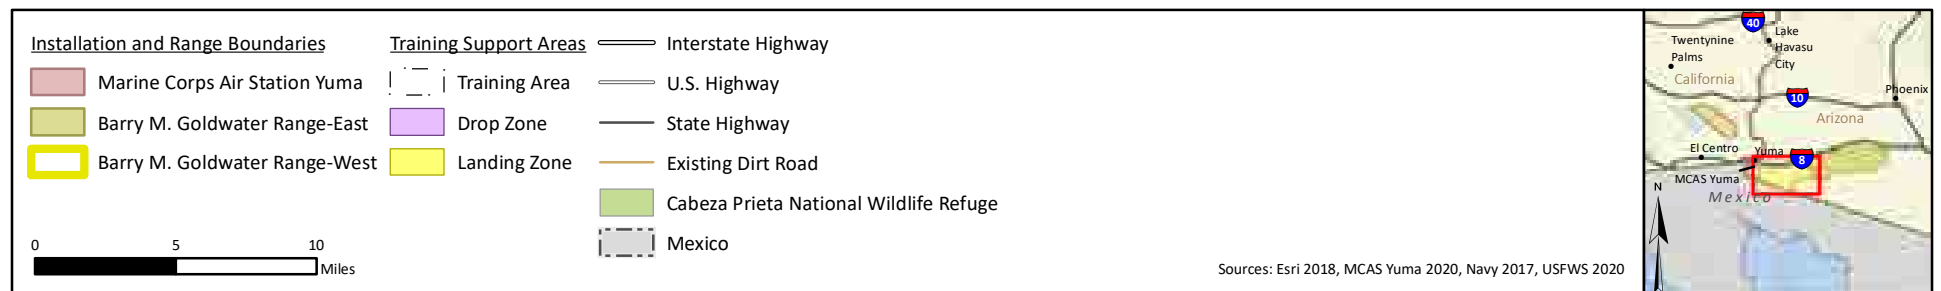 Installation and Range Boundaries
Marine Corps Air Station Yuma
Barry M. Goldwater Range-East
Barry M. Goldwater Range-West
0 5 10
Miles
Training Support Areas
Training Area
Drop Zone
Landing Zone
Interstate Highway
U.S. Highway
State Highway
Existing Dirt Road
Cabeza Prieta National Wildlife Refuge
Mexico
Sources: Esri 2018, MCAS Yuma 2020, Navy 2017, USFWS 2020
40
Lake
Havasu
City
Twentynine
Palms
California
Phoenix
10
Arizona
El Centro
Yuma
8
MCAS Yuma
N
Mexico